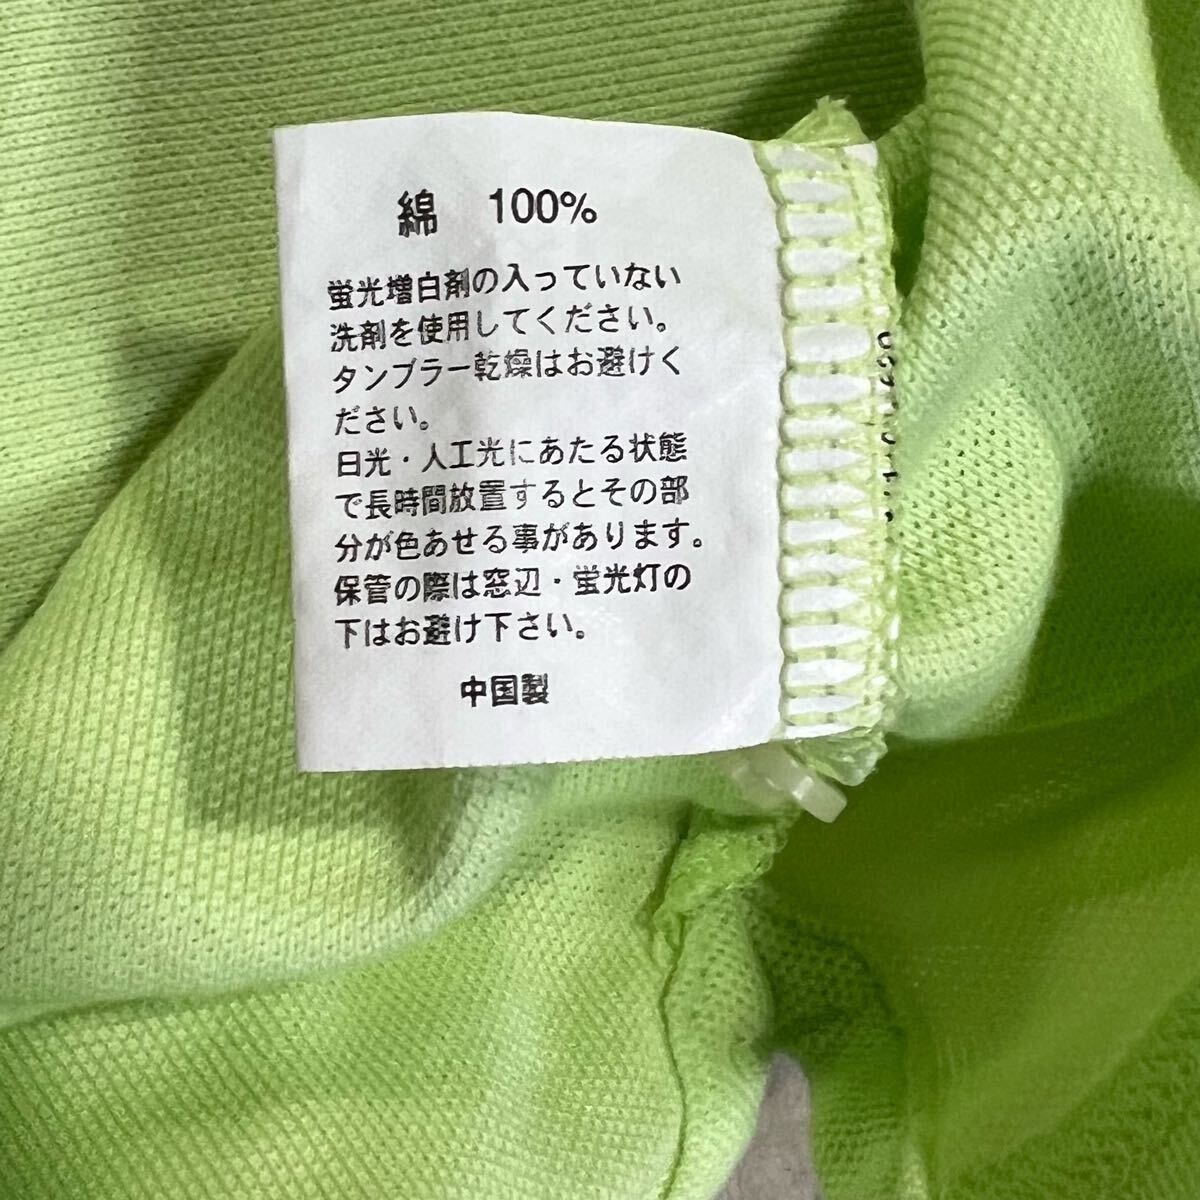 綿 100%
蛍光増白剤の入っていない
洗剤を使用してください。
タンブラー乾燥はお避けく
ださい。
日光・人工光にあたる状態
で長時間放置するとその部
分が色あせる事があります。
保管の際は窓辺・蛍光灯の
下はお避け下さい。
中国製